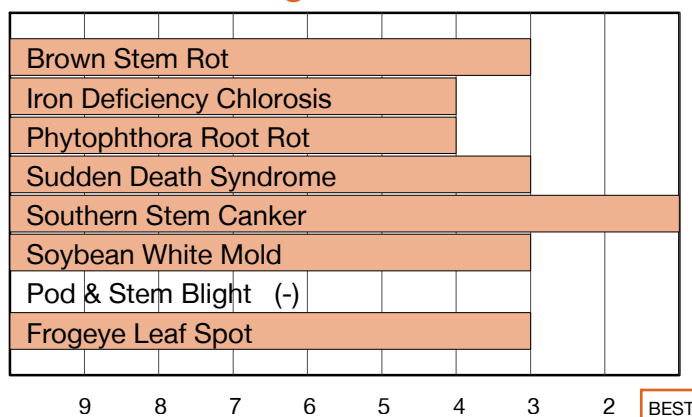 Brown Stem Rot
Iron Deficiency Chlorosis
Phytophthora Root Rot
Sudden Death Syndrome
Southern Stem Canker
Soybean White Mold
Pod & Stem Blight (-)
Frogeye Leaf Spot
9 8 7 6 5 4 3 2 BEST